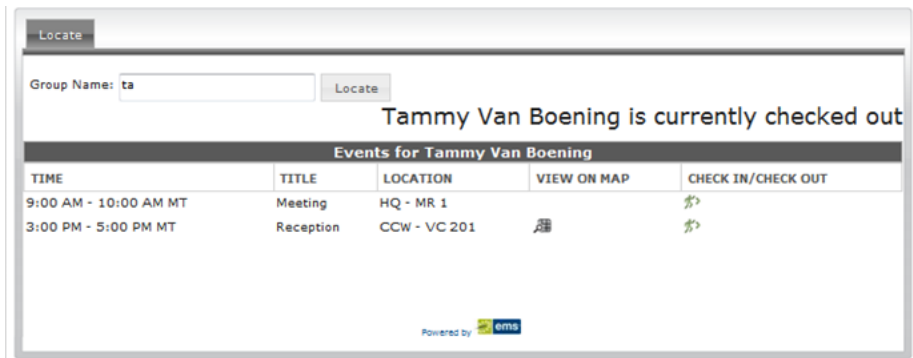 Locate
Group Name: ta Locate
Tammy Van Boening is currently checked out
Events for Tammy Van Boening
TIME TITLE LOCATION VIEW ON MAP CHECK IN/CHECK OUT
9:00 AM - 10:00 AM MT Meeting HQ - MR 1
3:00 PM - 5:00 PM MT Reception CCW - VC 201
Powered by ems